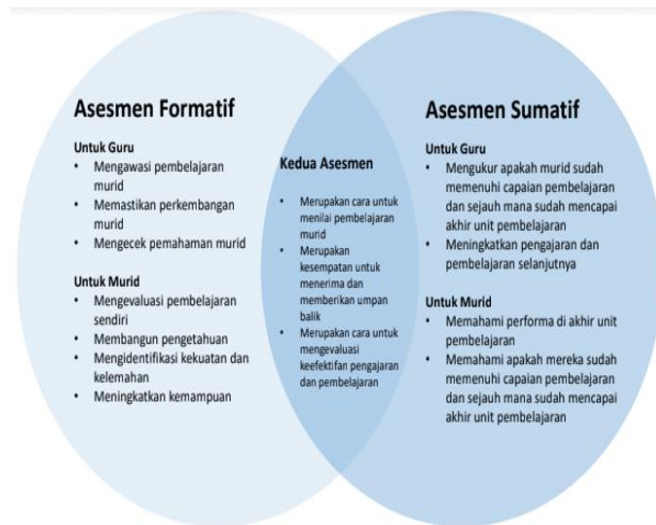 Asesmen Formatif
Untuk Guru
• Mengawasi pembelajaran
murid
• Memastikan perkembangan
murid
• Mengecek pemahaman murid
Untuk Murid
• Mengevaluasi pembelajaran
sendiri
• Membangun pengetahuan
• Mengidentifikasi kekuatan dan
kelemahan
• Meningkatkan kemampuan
Kedua Asesmen
• Merupakan cara untuk
menilai pembelajaran
murid
• Merupakan
kesempatan untuk
menerima dan
memberikan umpan
balik
• Merupakan cara untuk
mengevaluasi
keefektifan pengajaran
dan pembelajaran
Asesmen Sumatif
Untuk Guru
• Mengukur apakah murid sudah
memenuhi capaian pembelajaran
dan sejauh mana sudah mencapai
akhir unit pembelajaran
• Meningkatkan pengajaran dan
pembelajaran selanjutnya
Untuk Murid
• Memahami performa di akhir unit
pembelajaran
• Memahami apakah mereka sudah
memenuhi capaian pembelajaran
dan sejauh mana sudah mencapai
akhir unit pembelajaran